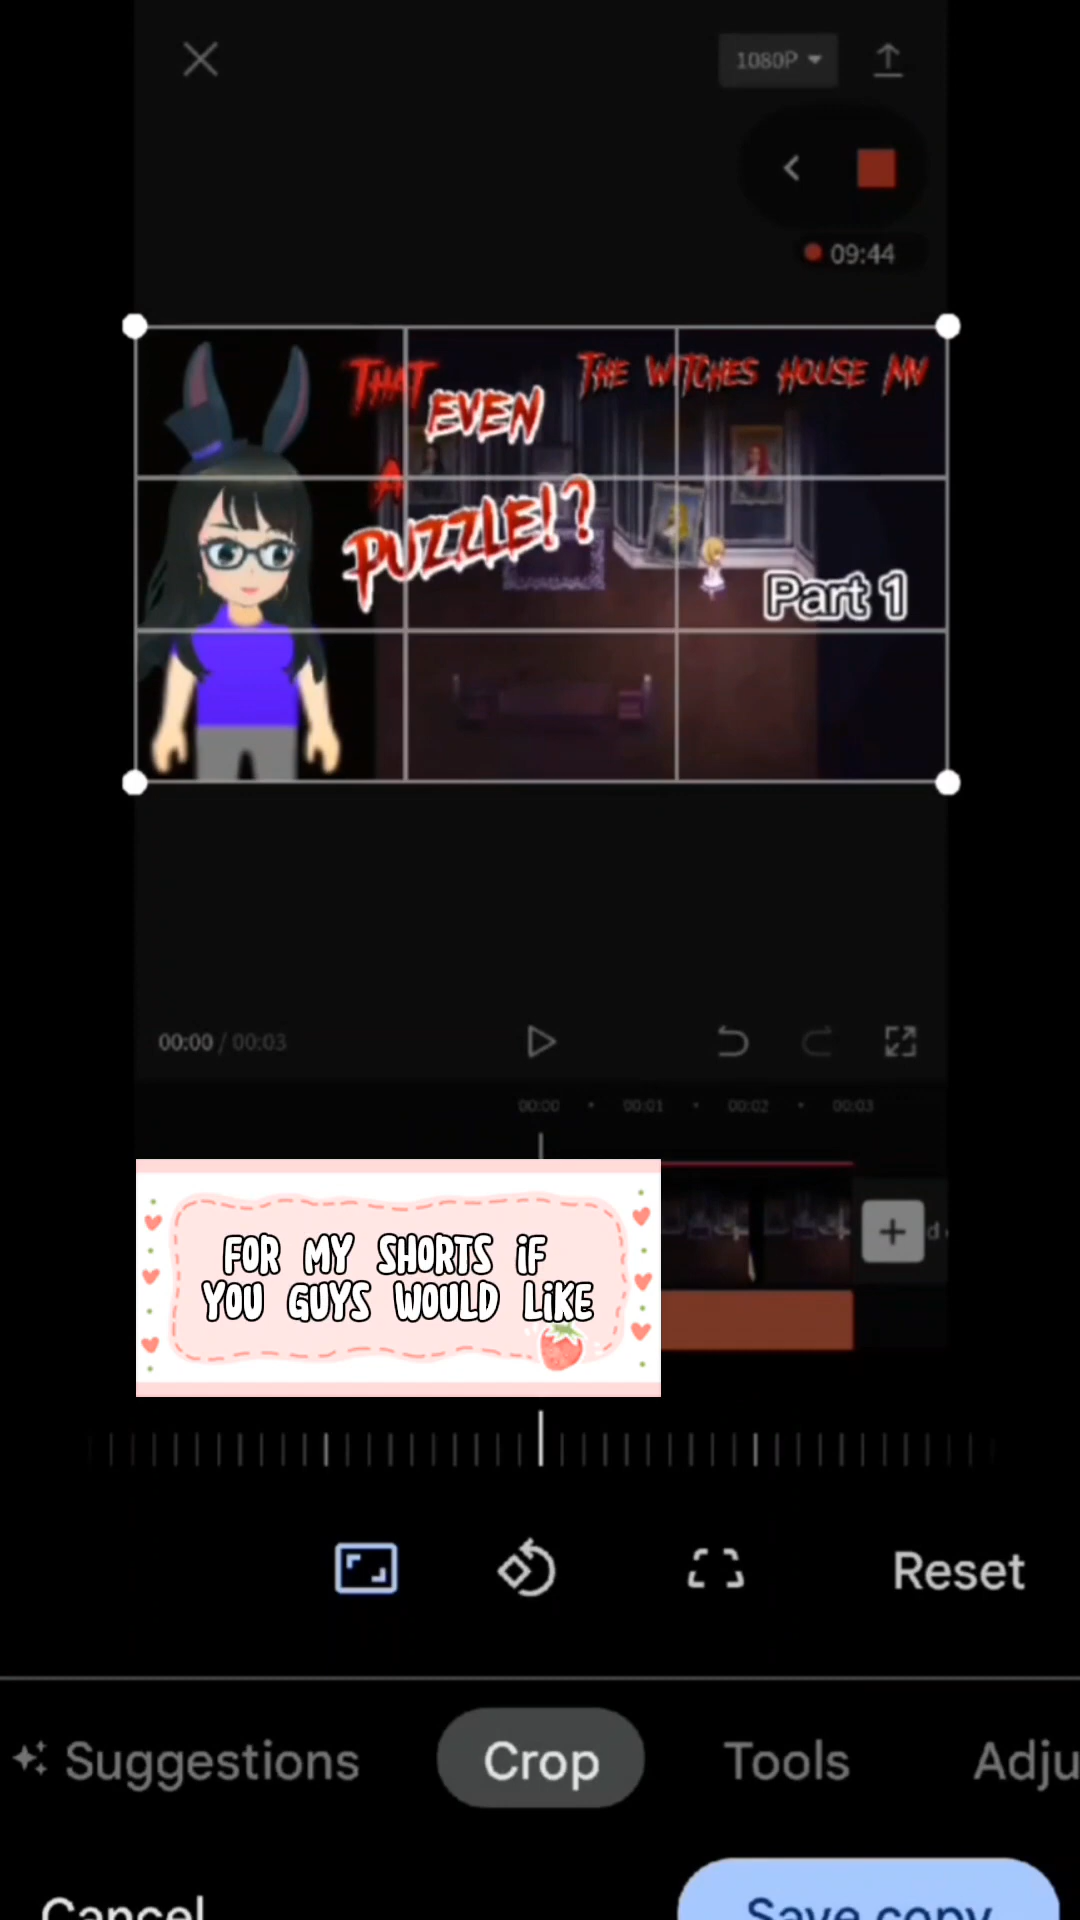 1080P
09:44
THAT
EVEN
THE WITCHES HOUSE MV
A
PUZZLE!?
Part 1
00:00 / 00:03
00:00 00:01 00:02 00:03
FOR MY SHORTS iF
YOU GUYS WOULD LiKE
Reset
Suggestions Crop Tools Adju
Cancel Save copy